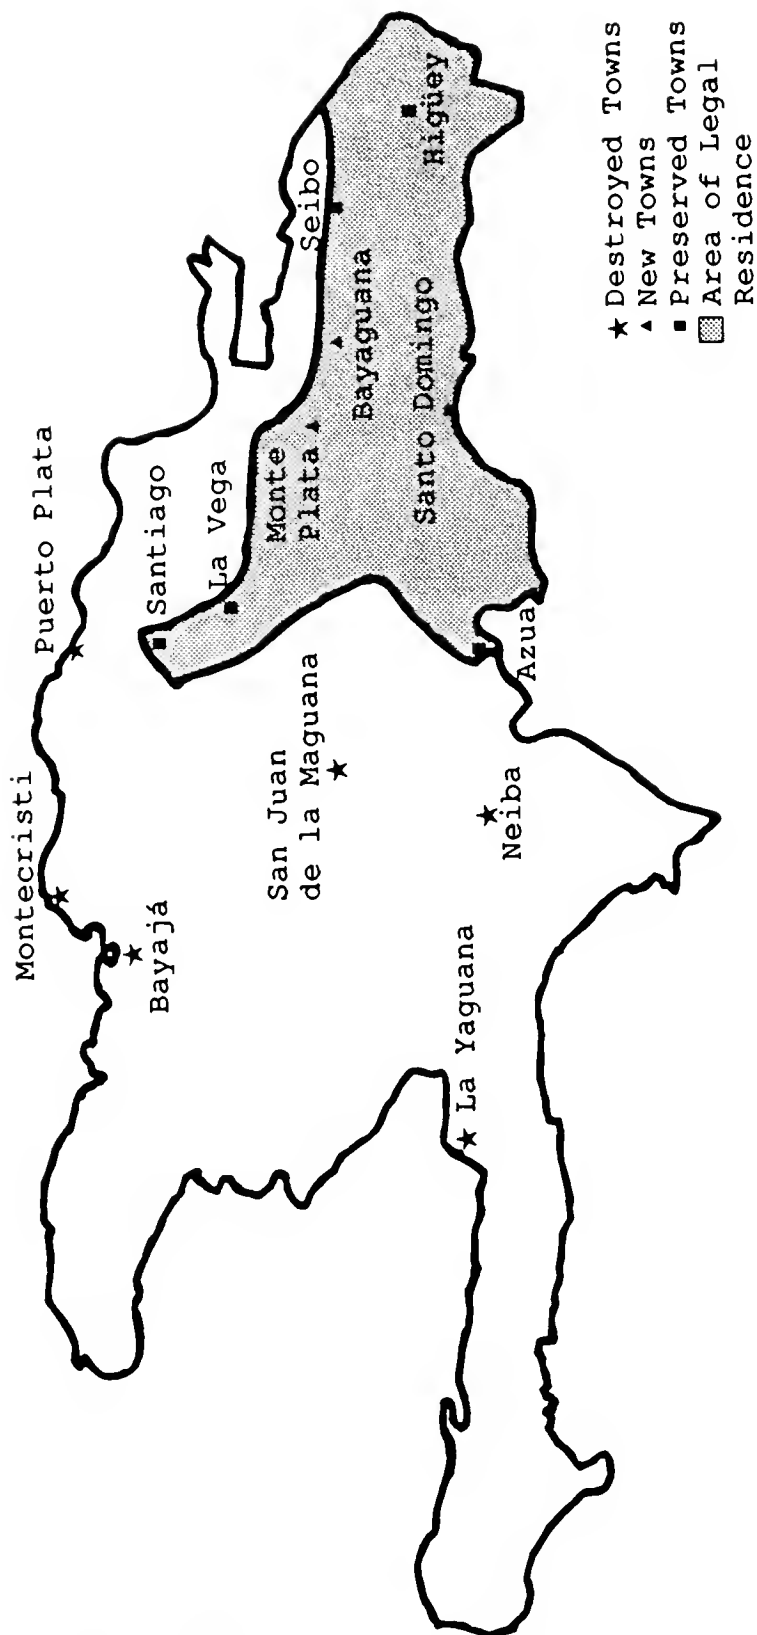 Montecristi
Puerto Plata
Bayajá
Santiago
La Vega
Seibo
San Juan
de la Maguana
Monte
Plata
Bayaguana
Higüey
La Yaguana
Neiba
Azua
Santo Domingo
★ Destroyed Towns
▲ New Towns
■ Preserved Towns
Area of Legal
Residence